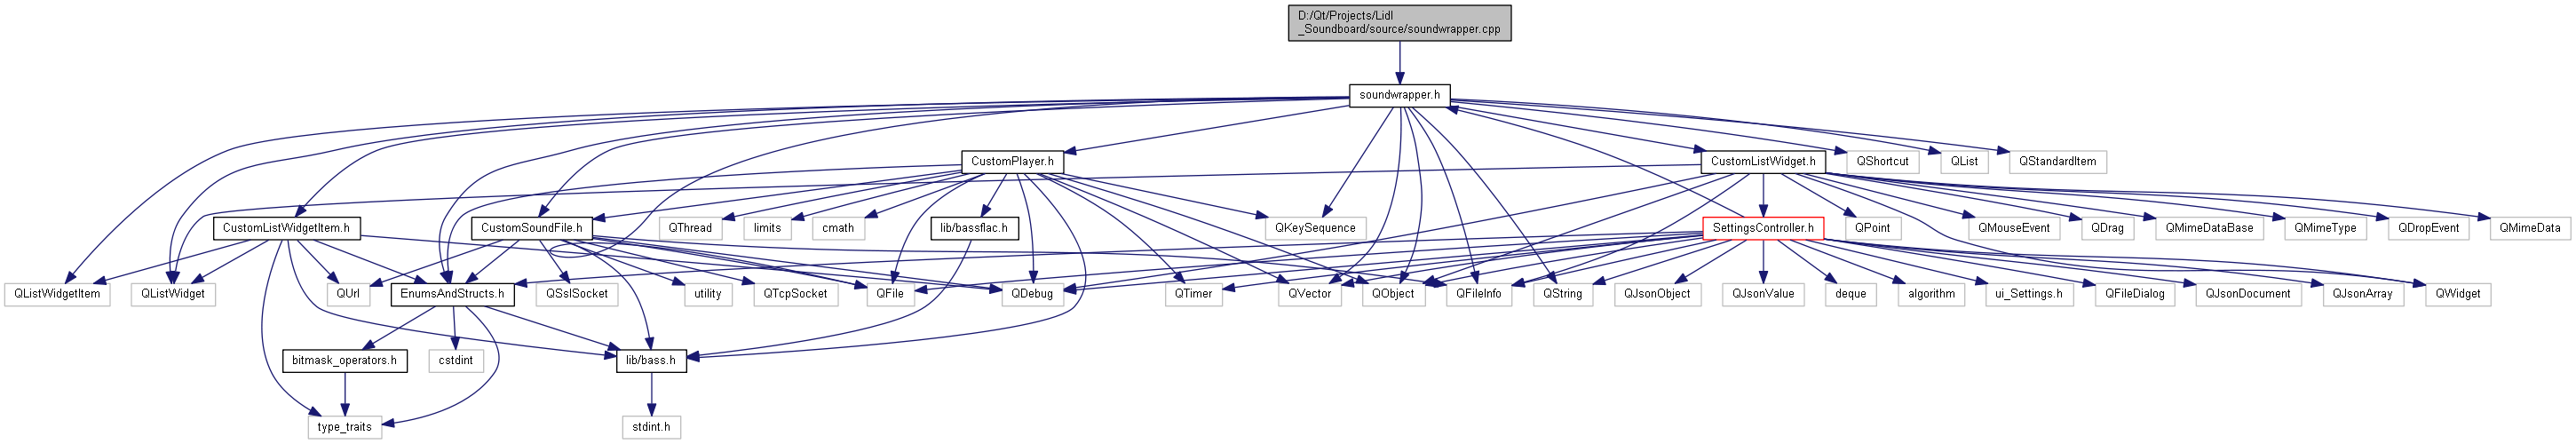 D:/Qt/Projects/Lidl
_Soundboard/source/soundwrapper.cpp
soundwrapper.h
CustomPlayer.h
CustomListWidget.h
QShortcut
QList
QStandardItem
CustomListWidgetItem.h
CustomSoundFile.h
QThread
limits
cmath
lib/bassflac.h
QKeySequence
SettingsController.h
QPoint
QMouseEvent
QDrag
QMimeDataBase
QMimeType
QDropEvent
QMimeData
QListWidgetItem
QListWidget
QUrl
EnumsAndStructs.h
QSslSocket
utility
QTcpSocket
QFile
QDebug
QTimer
QVector
QObject
QFileInfo
QString
QJsonObject
QJsonValue
deque
algorithm
ui_Settings.h
QFileDialog
QJsonDocument
QJsonArray
QWidget
bitmask_operators.h
cstdint
lib/bass.h
type_traits
stdint.h